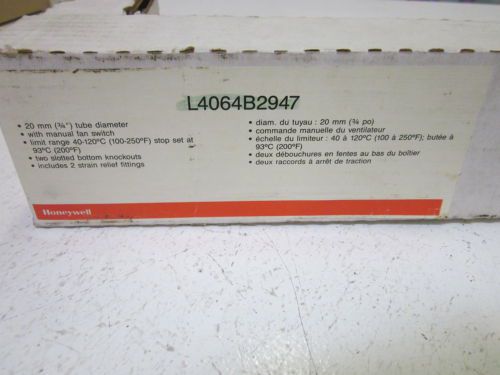 L4064B2947
• 20 mm (¾") tube diameter
• with manual fan switch
• limit range 40-120°C (100-250°F) stop set at
93°C (200°F)
• two slotted bottom knockouts
• includes 2 strain relief fittings
• diam. du tuyau : 20 mm (¾ po)
• commande manuelle du ventilateur
• échelle du limiteur : 40 à 120°C (100 à 250°F); butée à
93°C (200°F)
• deux débouchures en fentes au bas du boîtier
• deux raccords à arrêt de traction
Honeywell